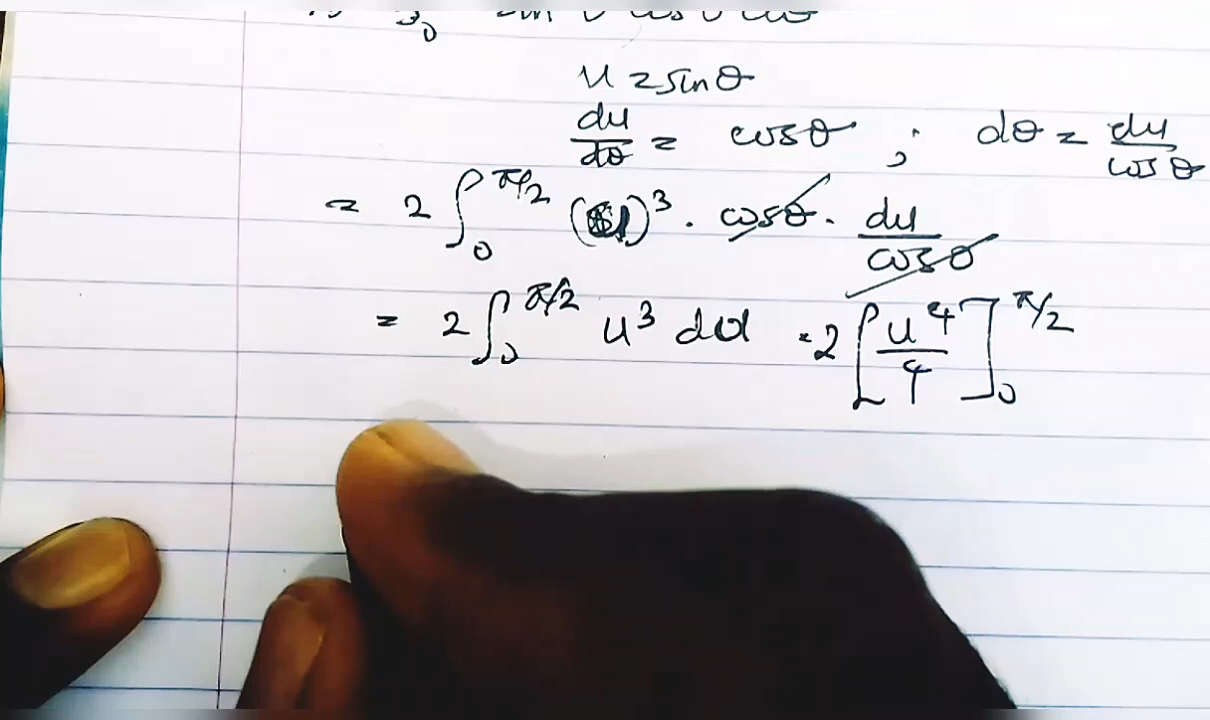 u = sinθ
du/dθ = cosθ ; dθ = du/cosθ
= 2 ∫₀^π/2 (u)³ · cosθ · du/cosθ
= 2 ∫₀^π/2 u³ du = 2 [u⁴/4]₀^π/2